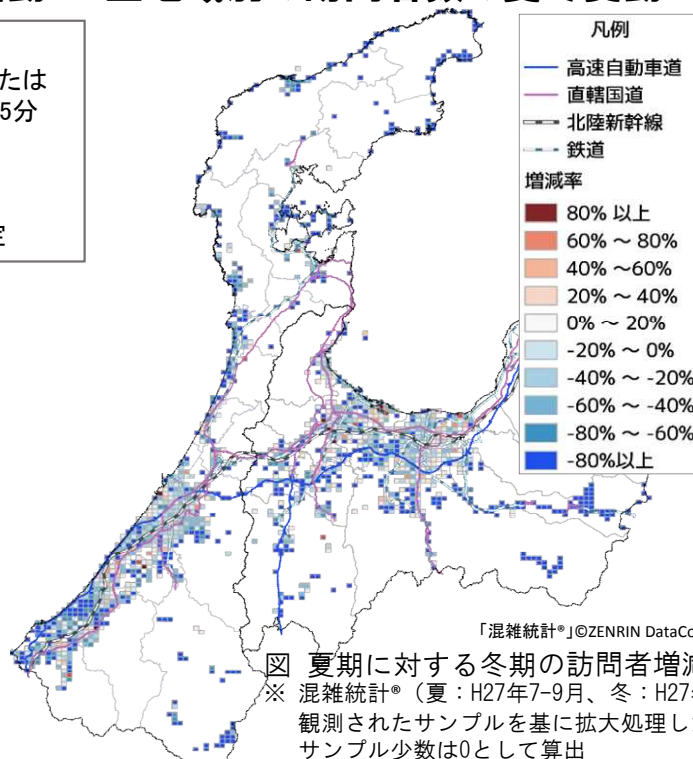 たは
5分
凡例
高速自動車道
直轄国道
北陸新幹線
鉄道
増減率
80% 以上
60% ～ 80%
40% ～60%
20% ～ 40%
0% ～ 20%
-20% ～ 0%
-40% ～ -20%
-60% ～ -40%
-80% ～ -60%
-80%以上
「混雑統計®」©ZENRIN DataCo
図 夏期に対する冬期の訪問者増減
※ 混雑統計®（夏：H27年7-9月、冬：H27
観測されたサンプルを基に拡大処理し
サンプル少数は0として算出